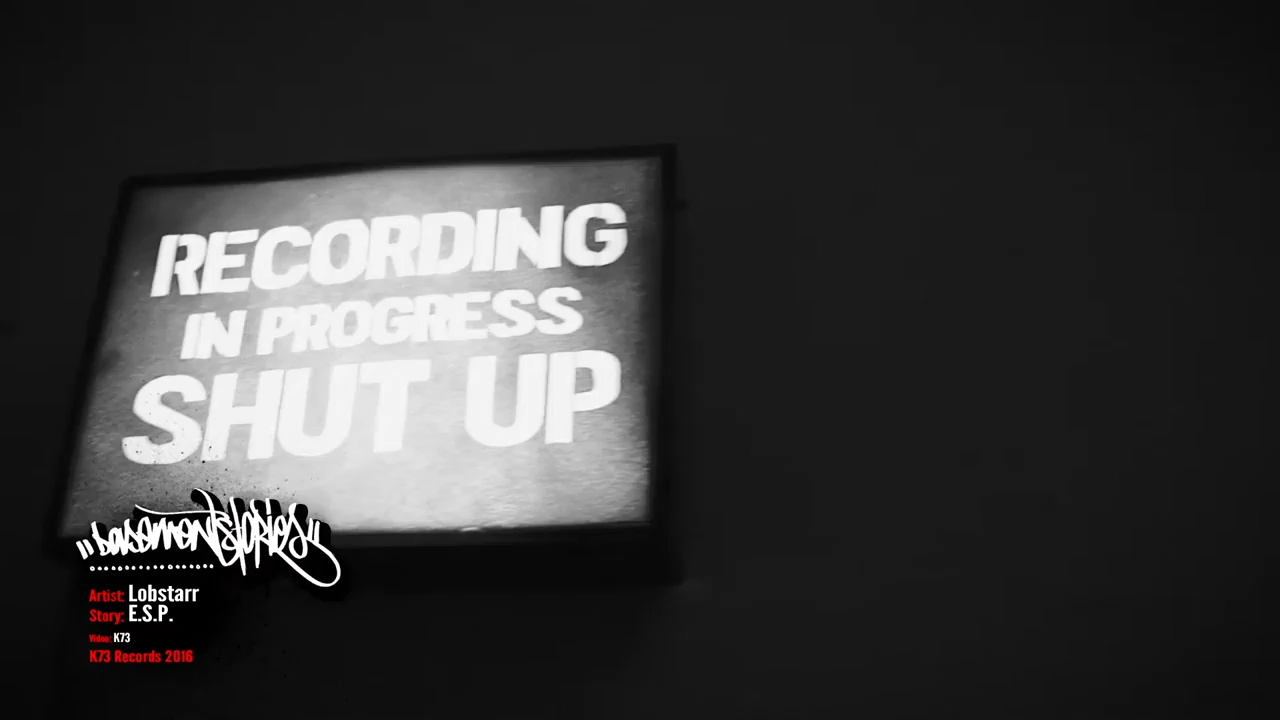 RECORDING
IN PROGRESS
SHUT UP
"basementstories"
Artist: Lobstarr
Story: E.S.P.
Video: K73
K73 Records 2016